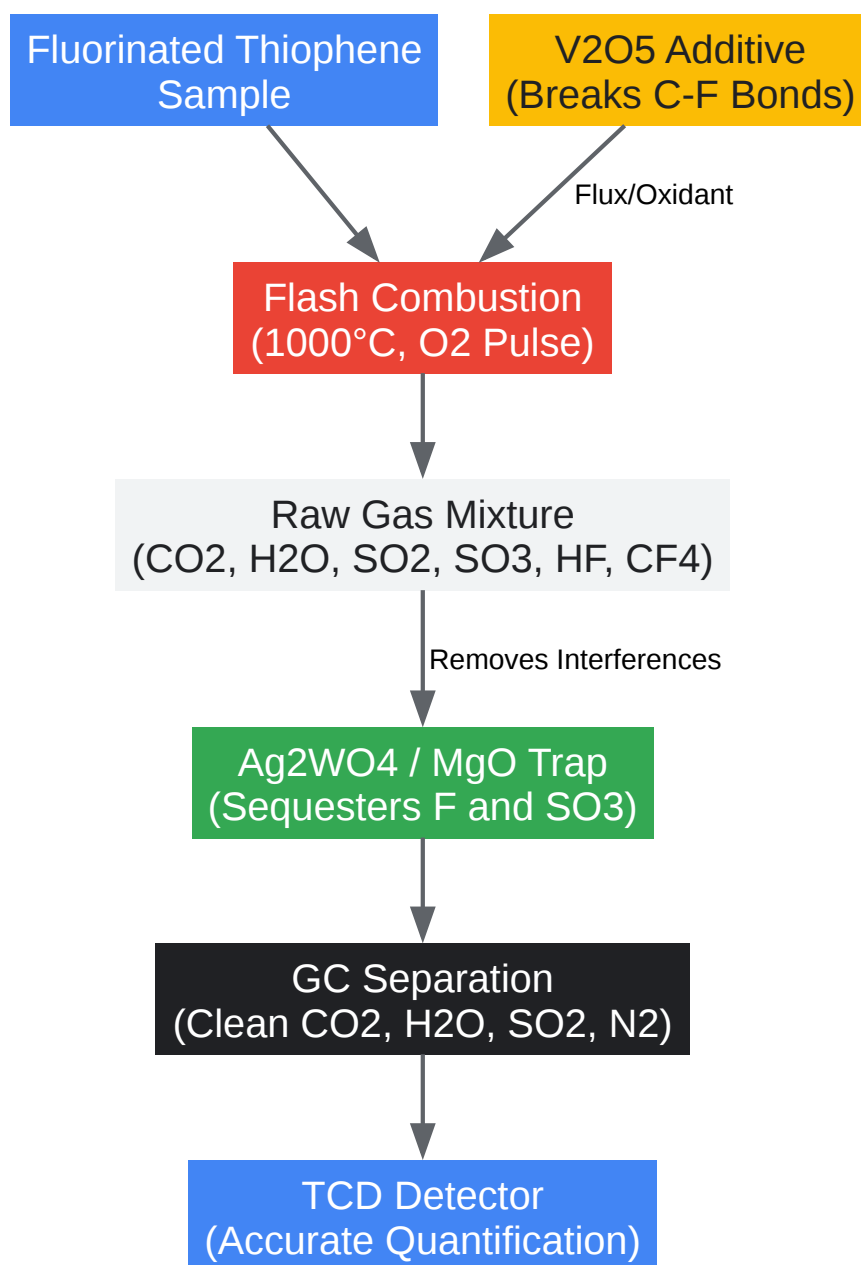 Fluorinated Thiophene
Sample
V2O5 Additive
(Breaks C-F Bonds)
Flux/Oxidant
Flash Combustion
(1000°C, O2 Pulse)
Raw Gas Mixture
(CO2, H2O, SO2, SO3, HF, CF4)
Removes Interferences
Ag2WO4 / MgO Trap
(Sequesters F and SO3)
GC Separation
(Clean CO2, H2O, SO2, N2)
TCD Detector
(Accurate Quantification)